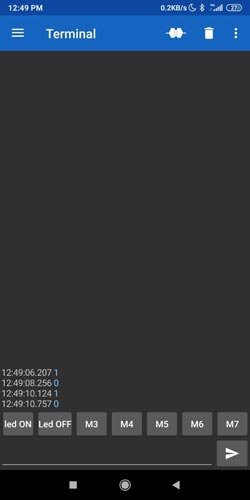 12:49 PM
0.2KB/s
27
Terminal
12:49:06.207 1
12:49:08.256 0
12:49:10.124 1
12:49:10.757 0
led ON Led OFF M3 M4 M5 M6 M7